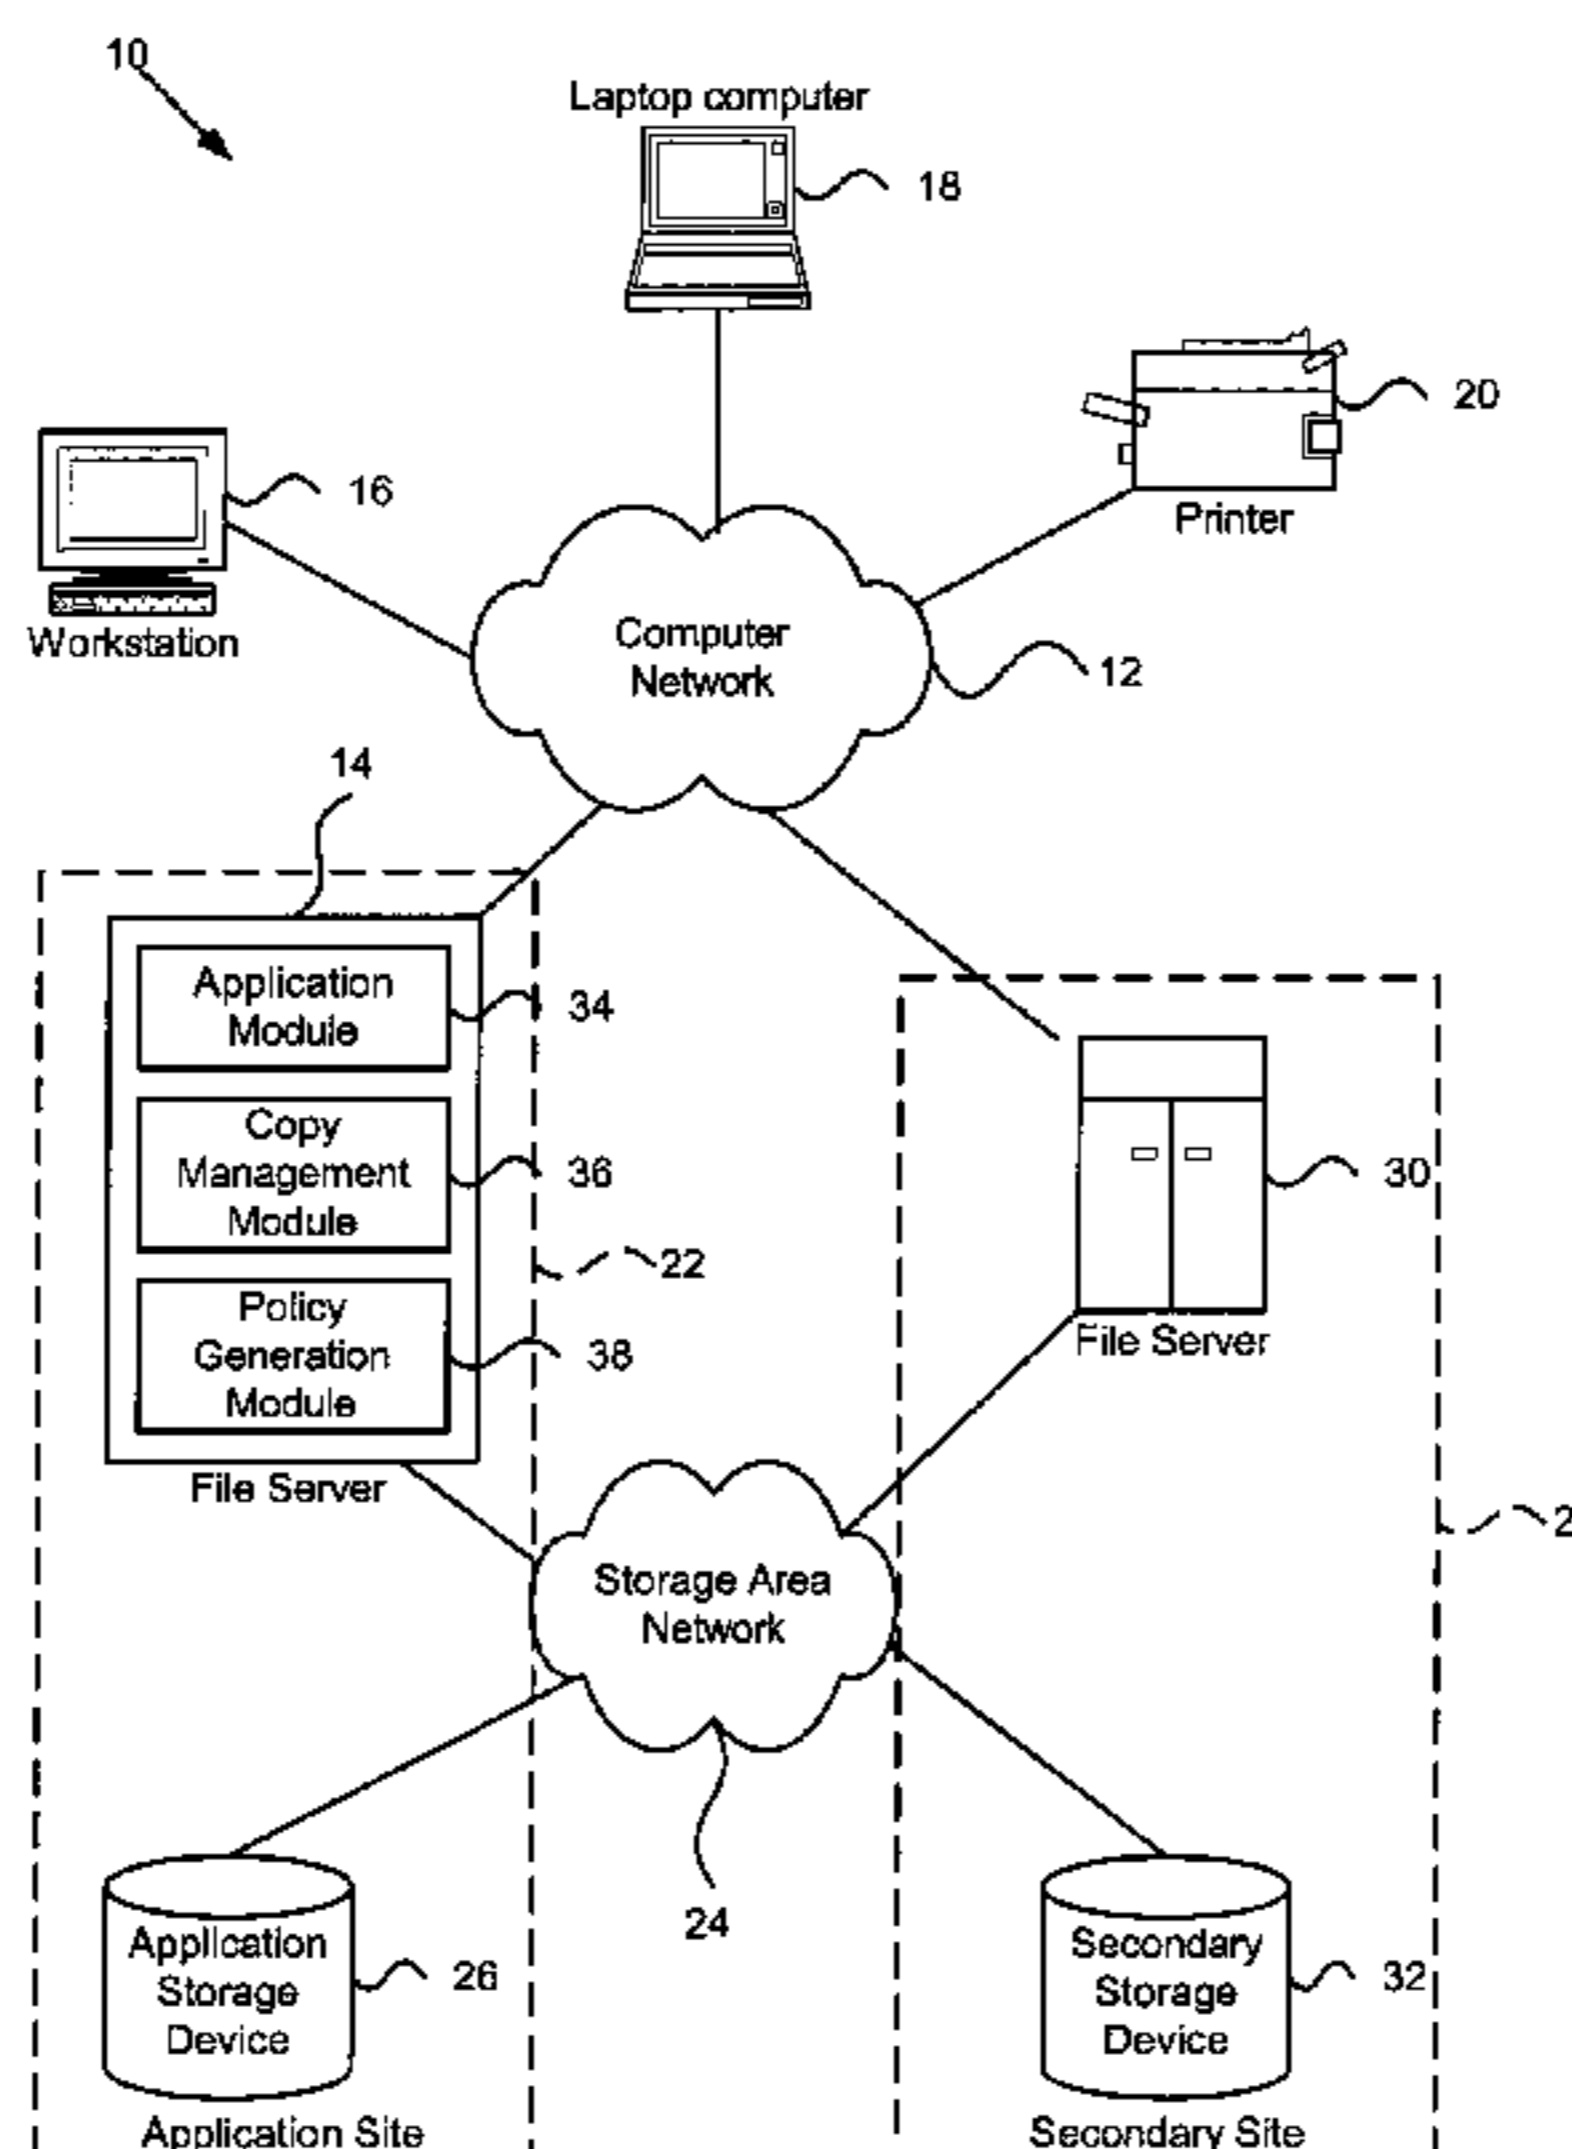 10
Laptop computer
18
20
Printer
16
Workstation
Computer
Network
12
14
Application
Module
34
Copy
Management
Module
36
22
Policy
Generation
Module
38
File Server
30
File Server
2
Storage Area
Network
24
Application
Storage
Device
26
Application Site
Secondary
Storage
Device
32
Secondary Site